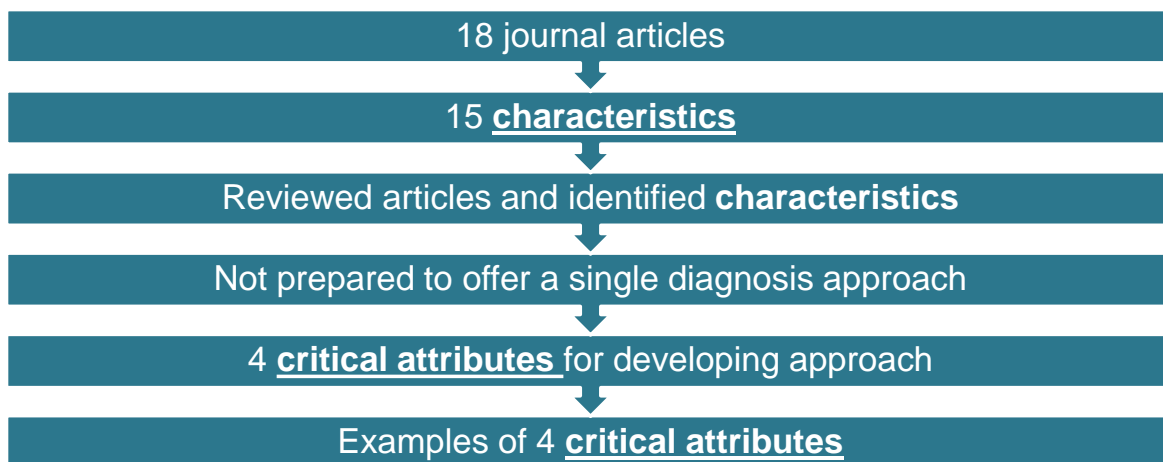 18 journal articles
15 characteristics
Reviewed articles and identified characteristics
Not prepared to offer a single diagnosis approach
4 critical attributes for developing approach
Examples of 4 critical attributes